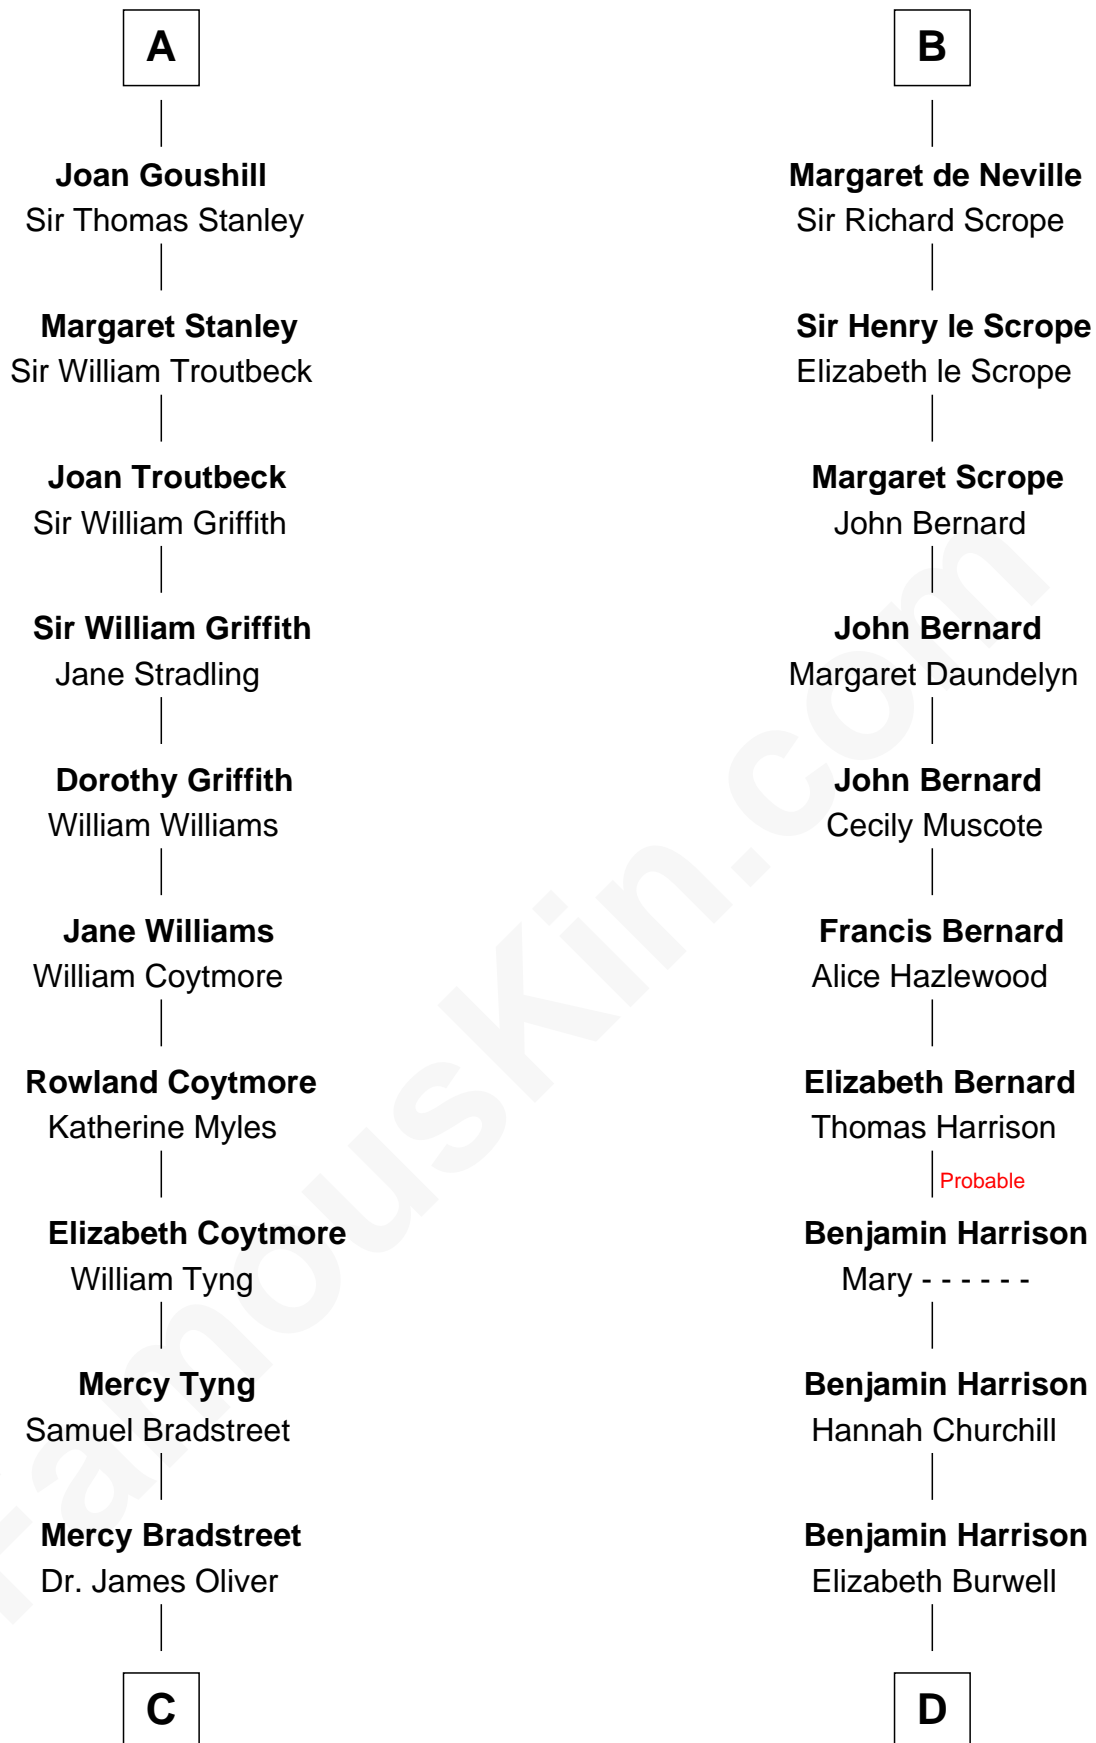 A
Joan Goushill
Sir Thomas Stanley
Margaret Stanley
Sir William Troutbeck
Joan Troutbeck
Sir William Griffith
Sir William Griffith
Jane Stradling
Dorothy Griffith
William Williams
Jane Williams
William Coytmore
Rowland Coytmore
Katherine Myles
Elizabeth Coytmore
William Tyng
Mercy Tyng
Samuel Bradstreet
Mercy Bradstreet
Dr. James Oliver
C
B
Margaret de Neville
Sir Richard Scrope
Sir Henry le Scrope
Elizabeth le Scrope
Margaret Scrope
John Bernard
John Bernard
Margaret Daundelyn
John Bernard
Cecily Muscote
Francis Bernard
Alice Hazlewood
Elizabeth Bernard
Thomas Harrison
Probable
Benjamin Harrison
Mary - - - - - -
Benjamin Harrison
Hannah Churchill
Benjamin Harrison
Elizabeth Burwell
D
FamousKin.com